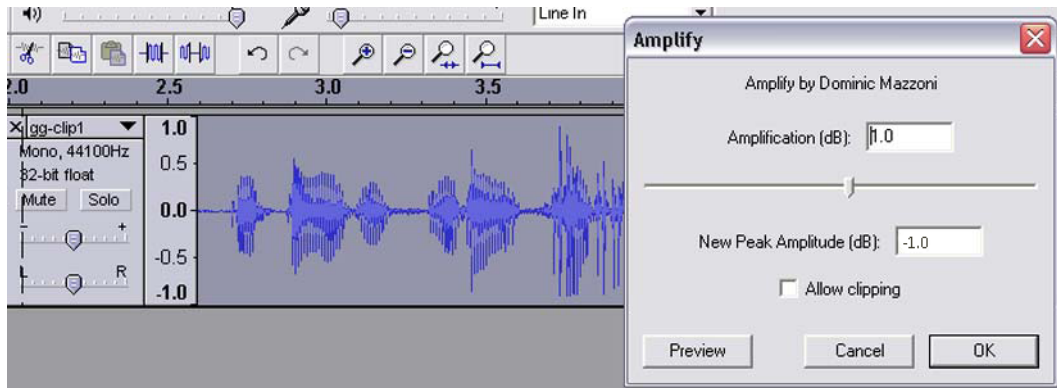 Line In
2.0 2.5 3.0 3.5
gg-clip1
Mono, 44100Hz
32-bit float
Mute Solo
- +
L R
1.0
0.5
0.0
-0.5
-1.0
Amplify
Amplify by Dominic Mazzoni
Amplification (dB): 1.0
New Peak Amplitude (dB): -1.0
Allow clipping
Preview Cancel OK